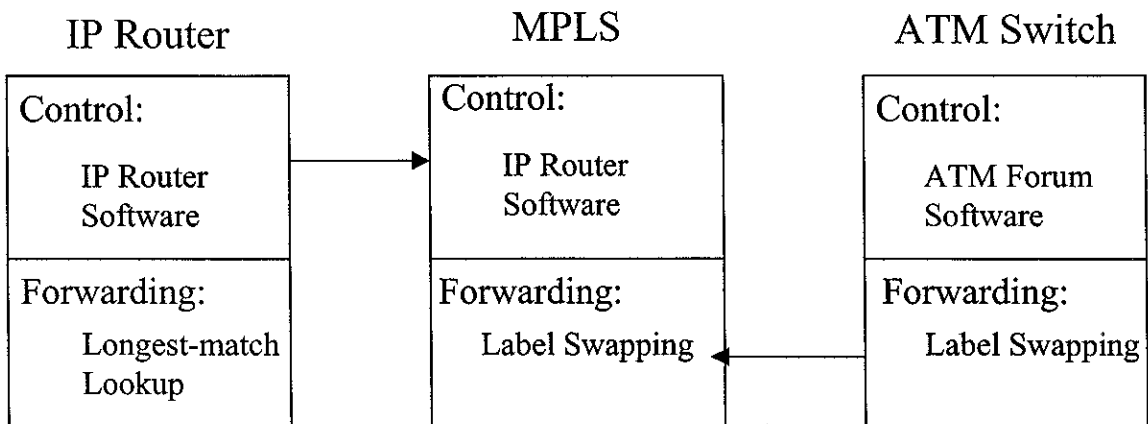 IP Router
Control:
IP Router
Software
Forwarding:
Longest-match
Lookup
MPLS
Control:
IP Router
Software
Forwarding:
Label Swapping
ATM Switch
Control:
ATM Forum
Software
Forwarding:
Label Swapping